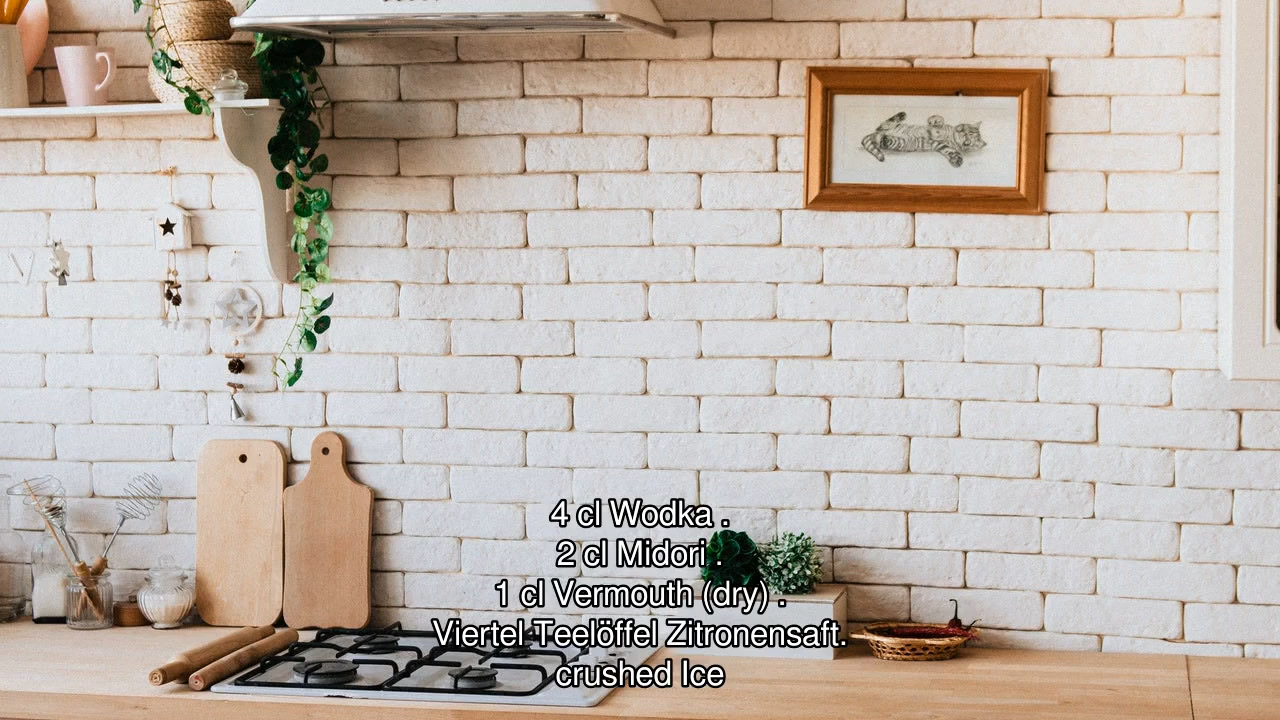 4 cl Wodka .
2 cl Midori .
1 cl Vermouth (dry) .
Viertel Teelöffel Zitronensaft.
crushed Ice